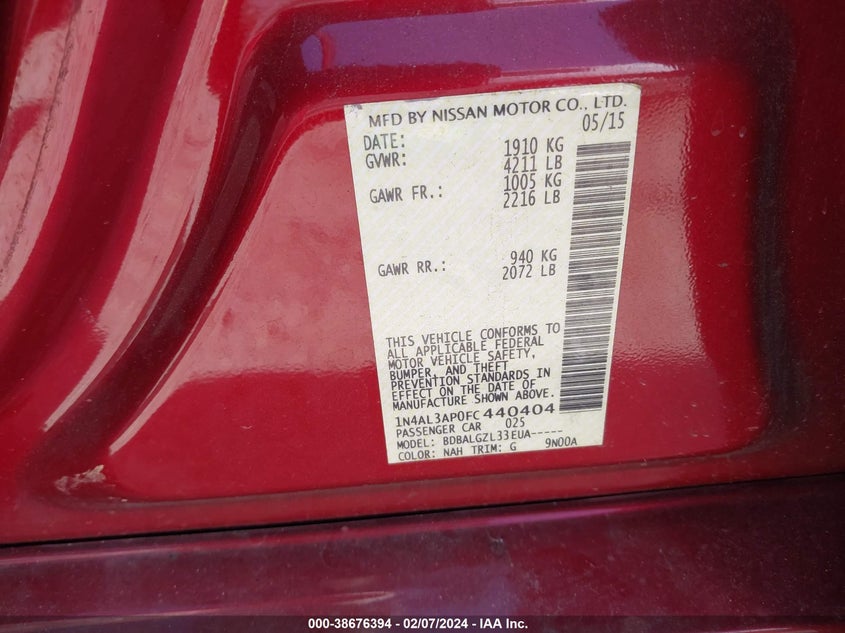 MFD BY NISSAN MOTOR CO., LTD.
DATE: 05/15
GVWR: 1910 KG
4211 LB
GAWR FR.: 1005 KG
2216 LB
GAWR RR.: 940 KG
2072 LB
THIS VEHICLE CONFORMS TO
ALL APPLICABLE FEDERAL
MOTOR VEHICLE SAFETY,
BUMPER, AND THEFT
PREVENTION STANDARDS IN
EFFECT ON THE DATE OF
MANUFACTURE SHOWN ABOVE.
1N4AL3AP0FC440404
PASSENGER CAR 025
MODEL: BDBALGZL33EUA-----
COLOR: NAH TRIM: G 9N00A
000-38676394 - 02/07/2024 - IAA Inc.